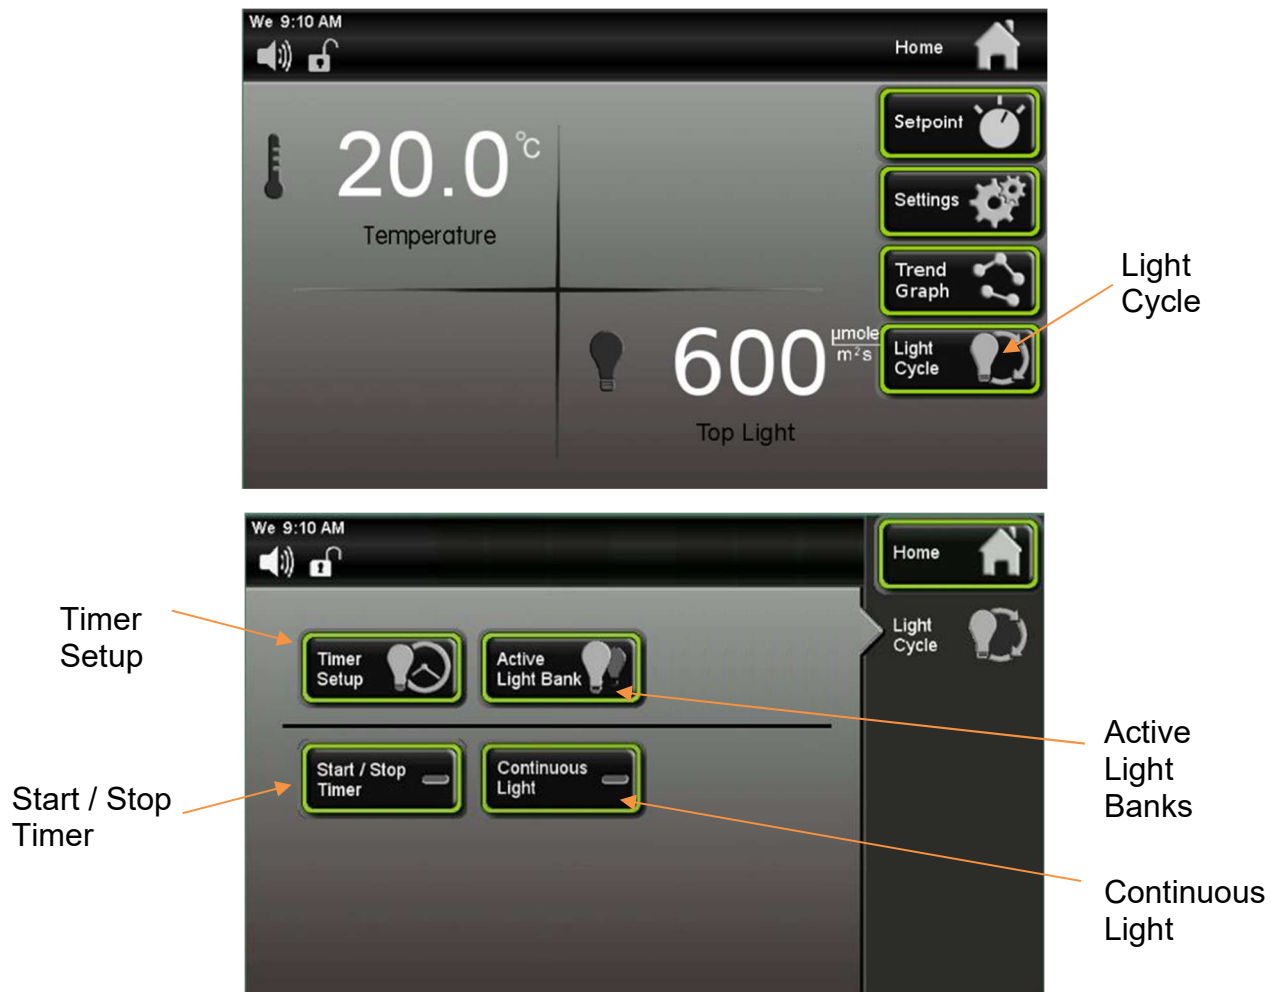 We 9:10 AM
Home
Setpoint
20.0 °C
Temperature
Settings
Trend
Graph
Light
Cycle
600 µmole
m²s
Light
Cycle
Top Light
We 9:10 AM
Home
Timer
Setup
Light
Cycle
Timer
Setup
Active
Light Bank
Active
Light
Banks
Start / Stop
Timer
Start / Stop
Timer
Continuous
Light
Continuous
Light